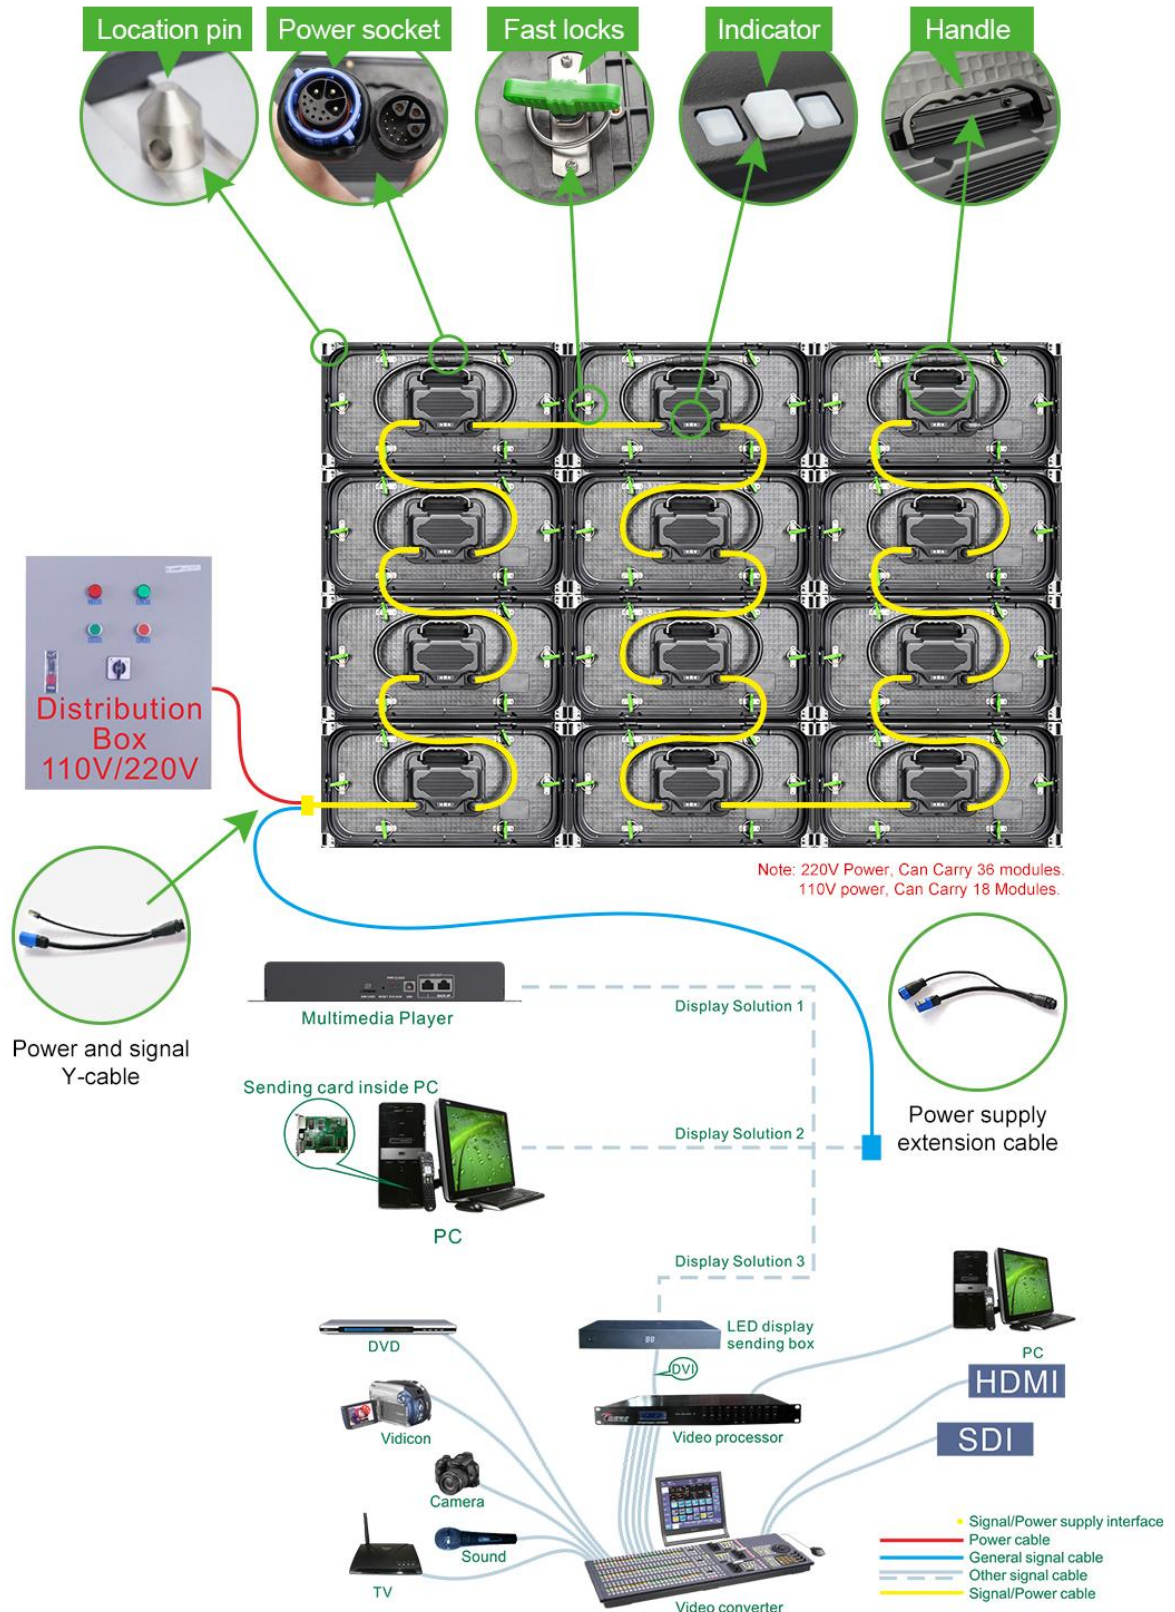 Location pin
Power socket
Fast locks
Indicator
Handle
Distribution
Box
110V/220V
Note: 220V Power, Can Carry 36 modules.
110V power, Can Carry 18 Modules.
Power and signal
Y-cable
Multimedia Player
Display Solution 1
Sending card inside PC
PC
Display Solution 2
Power supply
extension cable
Display Solution 3
LED display
sending box
DVI
DVD
PC
HDMI
Vidicon
Video processor
SDI
Camera
Sound
TV
Video converter
Signal/Power supply interface
Power cable
General signal cable
Other signal cable
Signal/Power cable